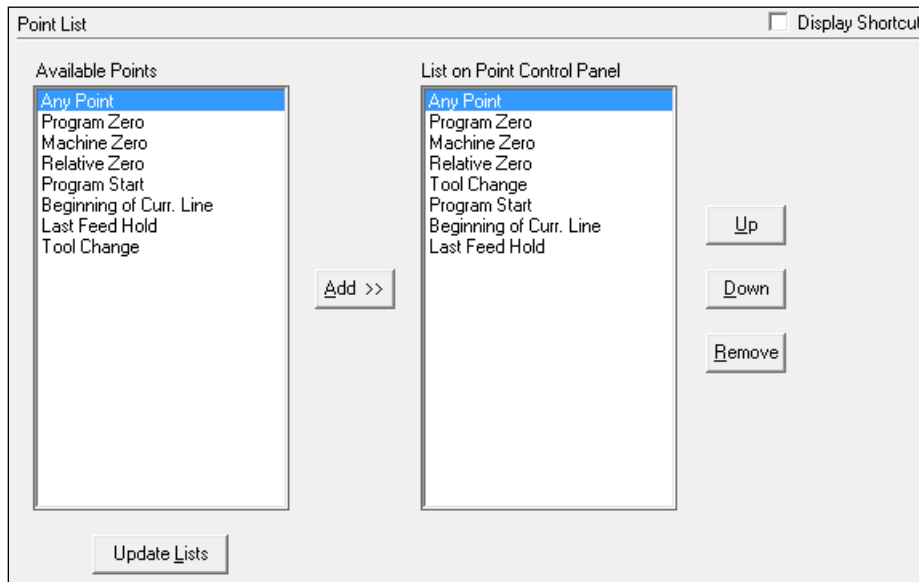 Point List
Display Shortcut
Available Points
Any Point
Program Zero
Machine Zero
Relative Zero
Program Start
Beginning of Curr. Line
Last Feed Hold
Tool Change
Add >>
List on Point Control Panel
Any Point
Program Zero
Machine Zero
Relative Zero
Tool Change
Program Start
Beginning of Curr. Line
Last Feed Hold
Up
Down
Remove
Update Lists